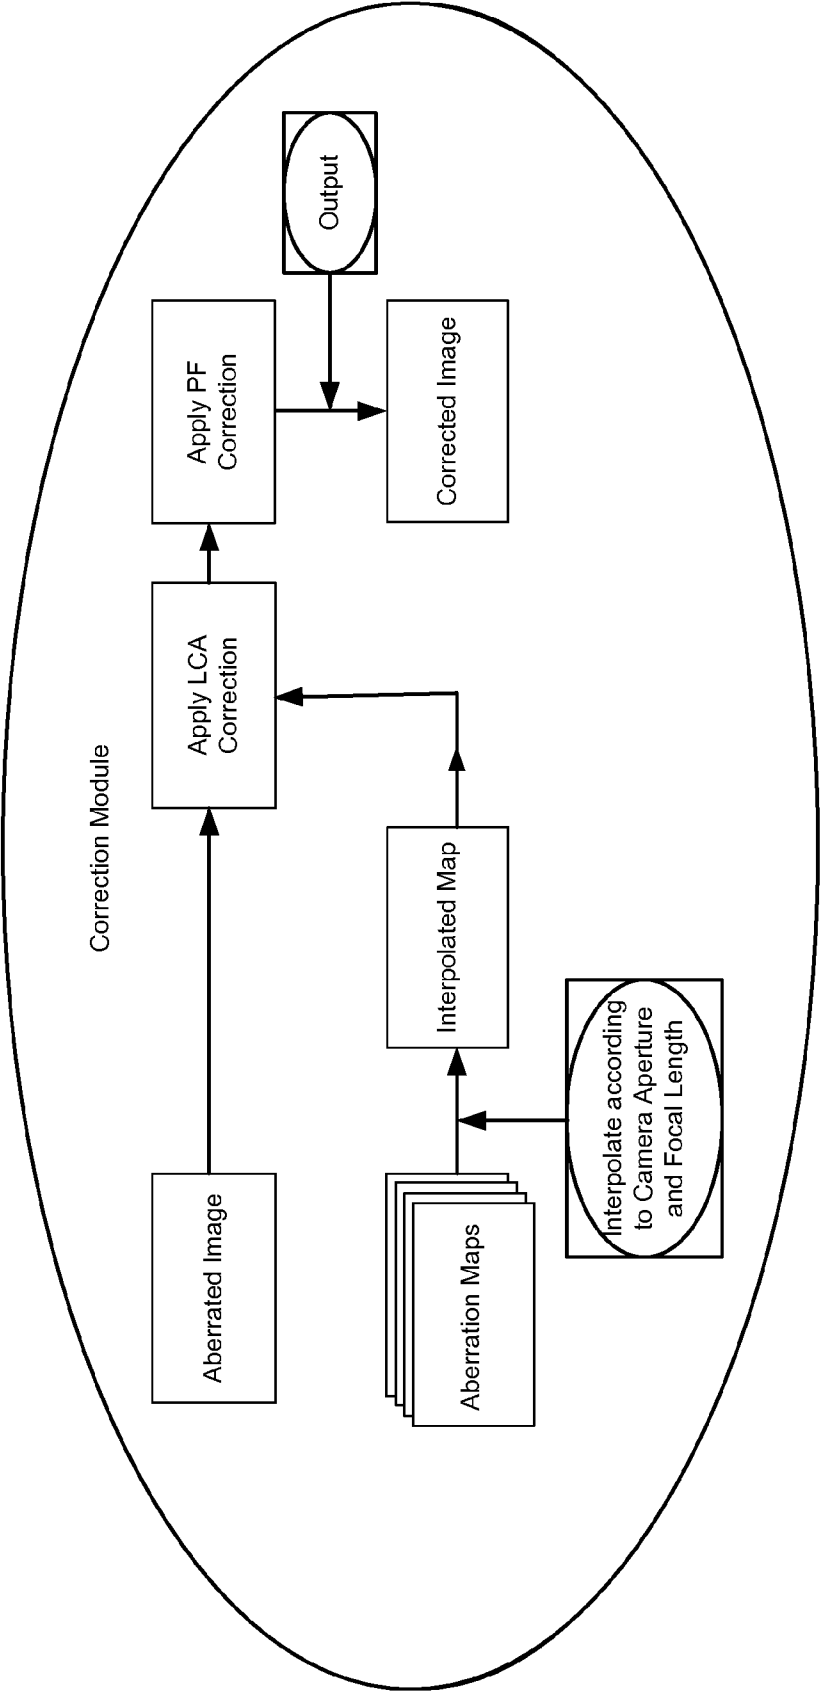 Correction Module
Aberrated Image
Apply LCA
Correction
Apply PF
Correction
Output
Aberration Maps
Interpolated Map
Corrected Image
Interpolate according
to Camera Aperture
and Focal Length